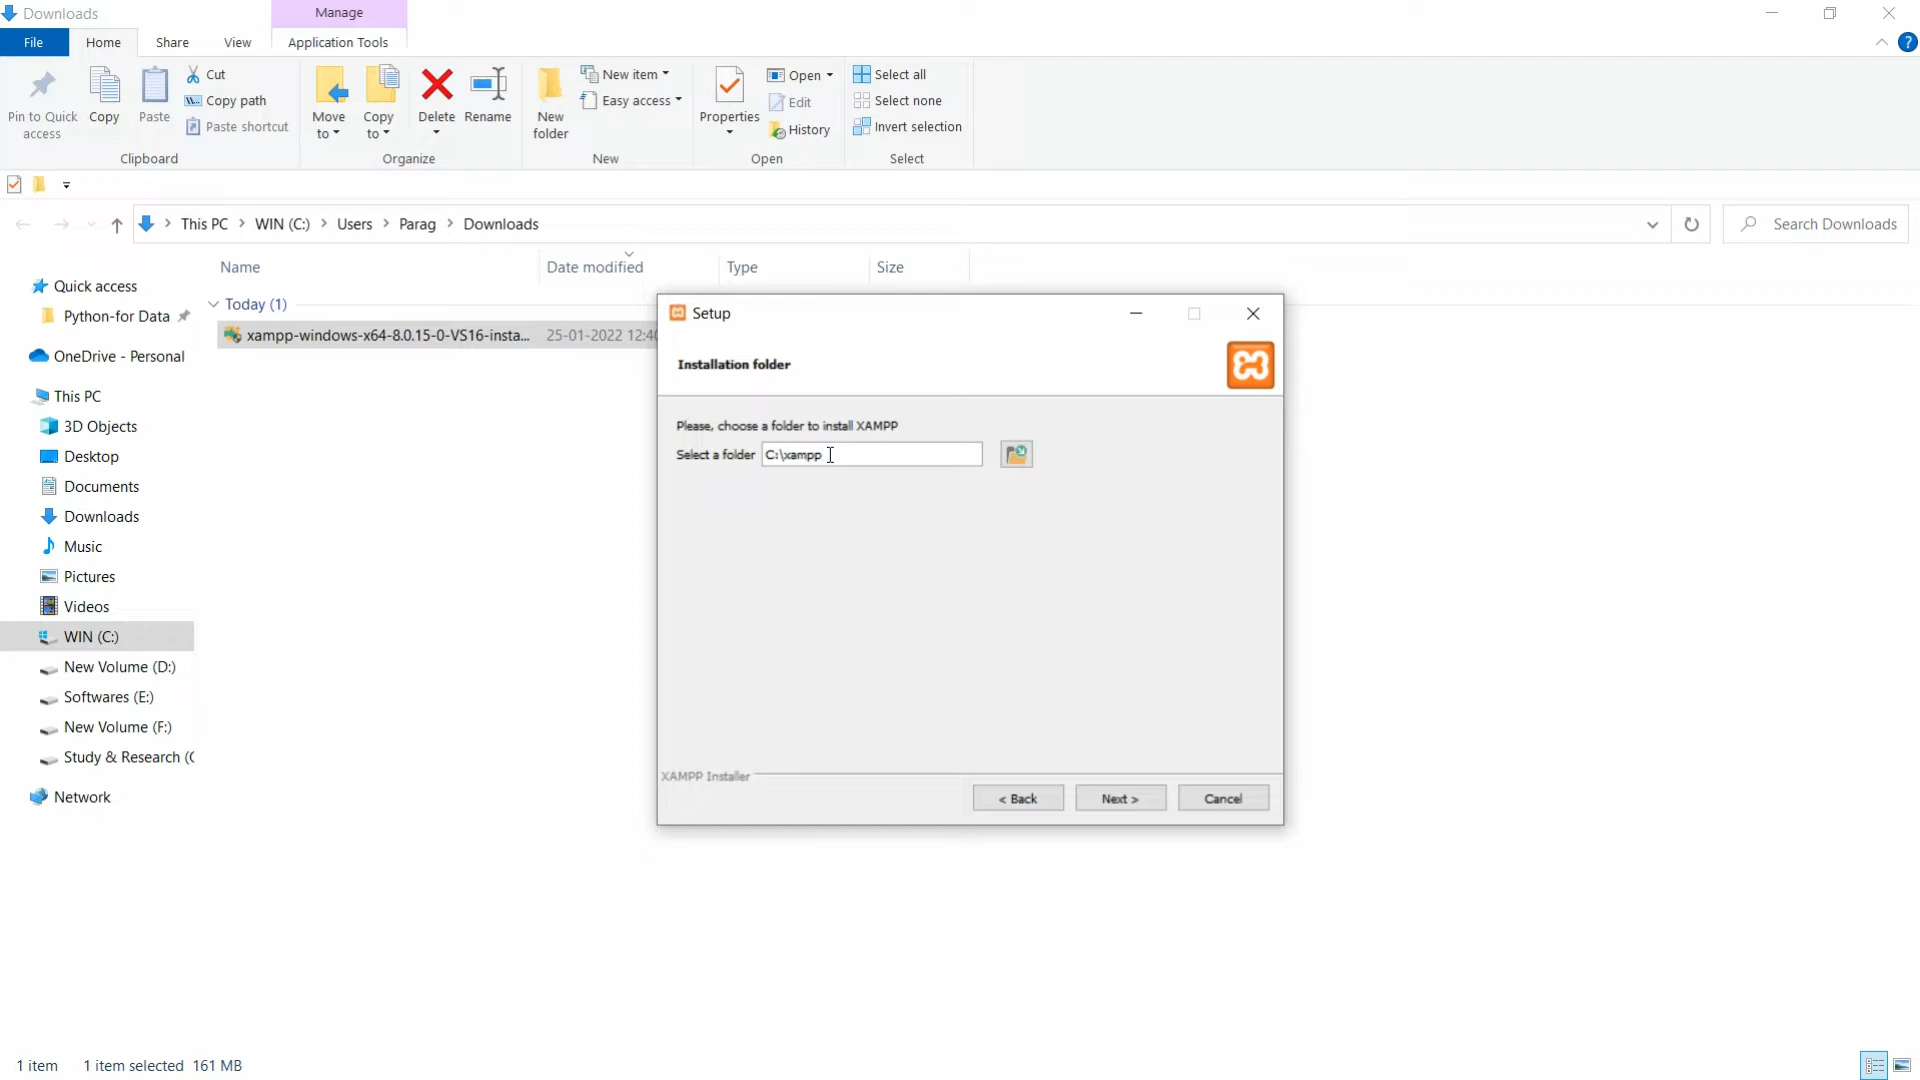 Downloads
Manage
File
Home
Share
View
Application Tools
Pin to Quick access
Copy
Paste
Cut
Copy path
Paste shortcut
Clipboard
Move to
Copy to
Delete
Rename
Organize
New folder
New item
Easy access
New
Properties
Open
Edit
History
Open
Select all
Select none
Invert selection
Select
This PC > WIN (C:) > Users > Parag > Downloads
Search Downloads
Name
Date modified
Type
Size
Today (1)
xampp-windows-x64-8.0.15-0-VS16-insta...
25-01-2022 12:40
Quick access
Python-for Data
OneDrive - Personal
This PC
3D Objects
Desktop
Documents
Downloads
Music
Pictures
Videos
WIN (C:)
New Volume (D:)
Softwares (E:)
New Volume (F:)
Study & Research (
Network
Setup
Installation folder
Please, choose a folder to install XAMPP
Select a folder C:\xampp
XAMPP Installer
< Back
Next >
Cancel
1 item
1 item selected 161 MB